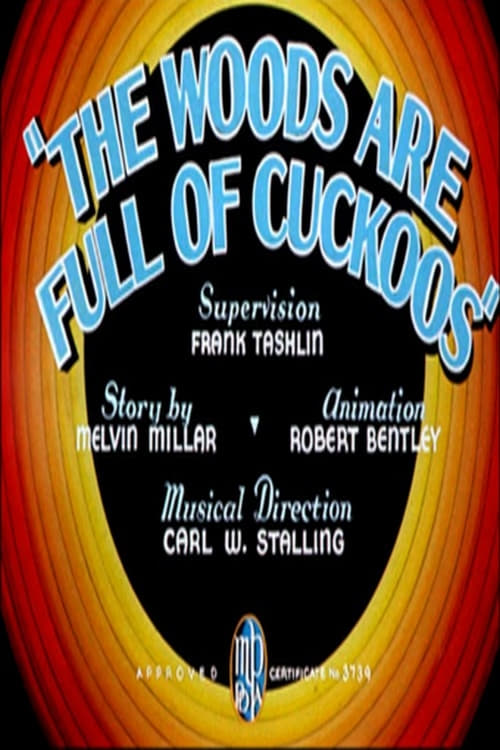 "THE WOODS ARE
FULL OF CUCKOOS"
Supervision
FRANK TASHLIN
Story by
MELVIN MILLAR
Animation
ROBERT BENTLEY
Musical Direction
CARL W. STALLING
APPROVED
MPPDA
CERTIFICATE No 3739